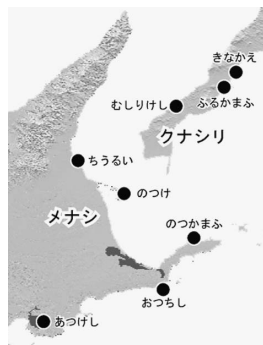 きなかえ
むしりけし
ふるかまふ
クナシリ
ちうるい
のつけ
メナシ
のつかまふ
おつちし
あつけし